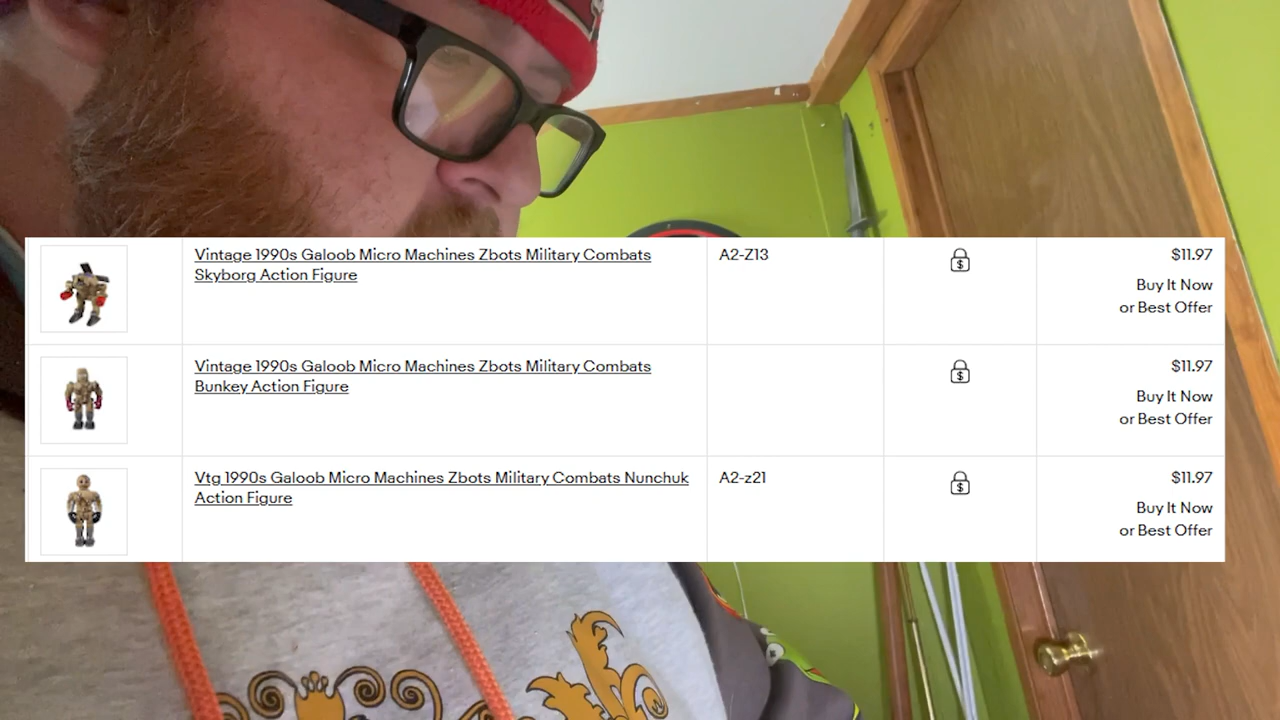 Vintage 1990s Galoob Micro Machines Zbots Military Combats
Skyborg Action Figure
A2-Z13
$11.97
Buy It Now
or Best Offer
Vintage 1990s Galoob Micro Machines Zbots Military Combats
Bunkey Action Figure
$11.97
Buy It Now
or Best Offer
Vtg 1990s Galoob Micro Machines Zbots Military Combats Nunchuk
Action Figure
A2-z21
$11.97
Buy It Now
or Best Offer